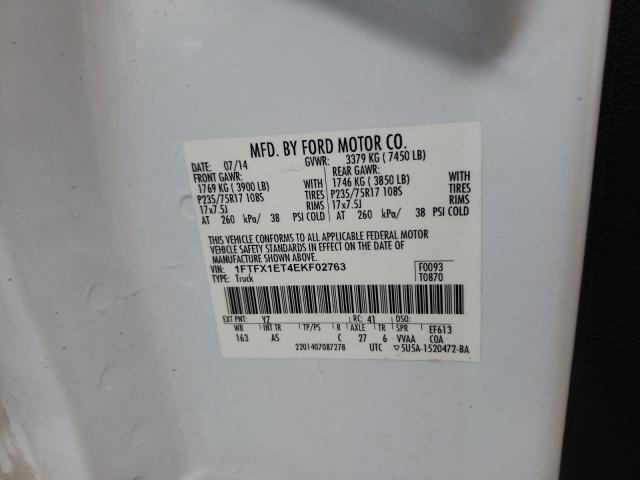 MFD. BY FORD MOTOR CO.
DATE: 07/14 GVWR: 3379 KG (7450 LB)
FRONT GAWR: REAR GAWR:
1769 KG (3900 LB) WITH 1746 KG (3850 LB) WITH
P235/75R17 108S TIRES P235/75R17 108S TIRES
17x7.5J RIMS 17x7.5J RIMS
AT 260 kPa/ 38 PSI COLD AT 260 kPa/ 38 PSI COLD
THIS VEHICLE CONFORMS TO ALL APPLICABLE FEDERAL MOTOR
VEHICLE SAFETY STANDARDS IN EFFECT ON THE DATE OF
MANUFACTURE SHOWN ABOVE.
VIN: 1FTFX1ET4EKF02763 F0093
TYPE: Truck T0870
EXT PNT: YZ RC: 41 DSO:
WB INT TR TP/PS R AXLE TR SPR EF613
163 AS C 27 6 VVAA COA
2201407087278 UTC ▽5U5A-1520472-BA